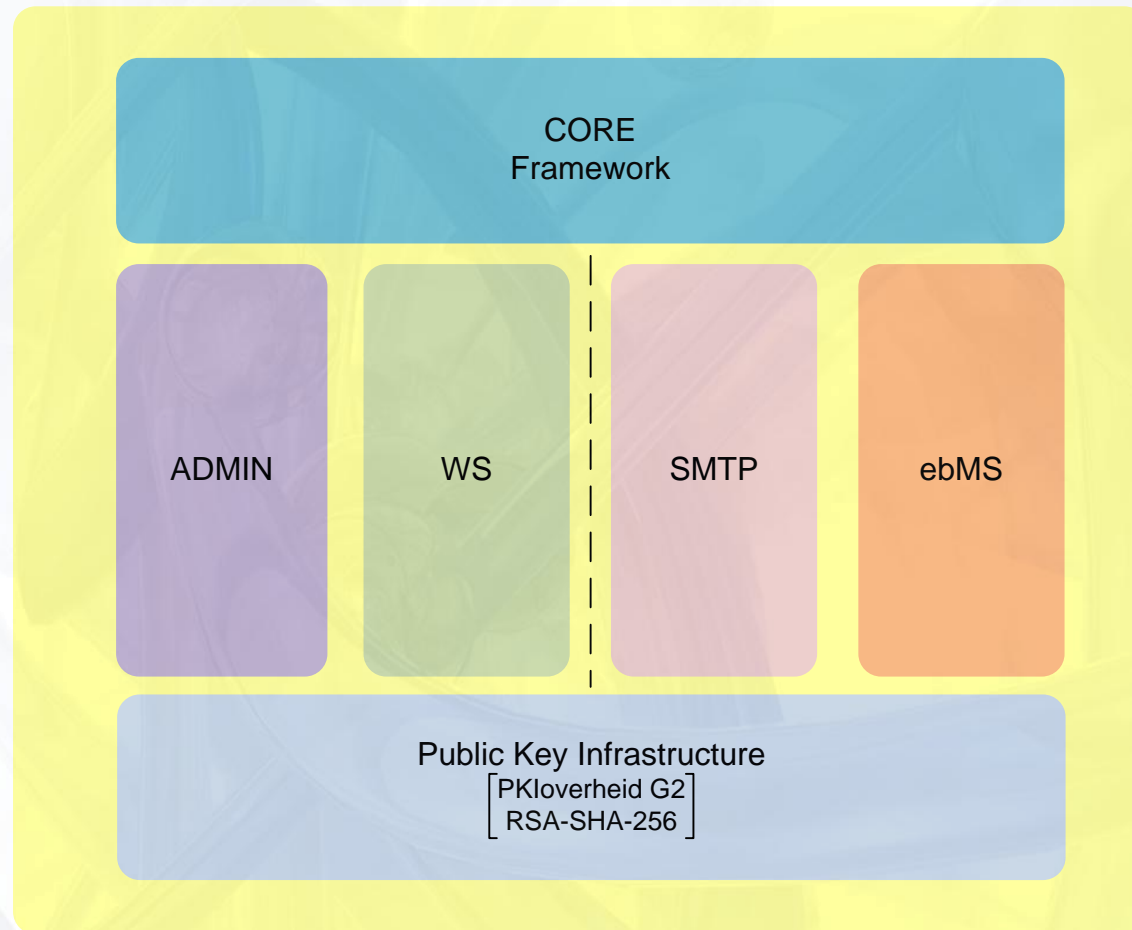 CORE
Framework
ADMIN
WS
SMTP
ebMS
Public Key Infrastructure
[PKIoverheid G2
RSA-SHA-256]